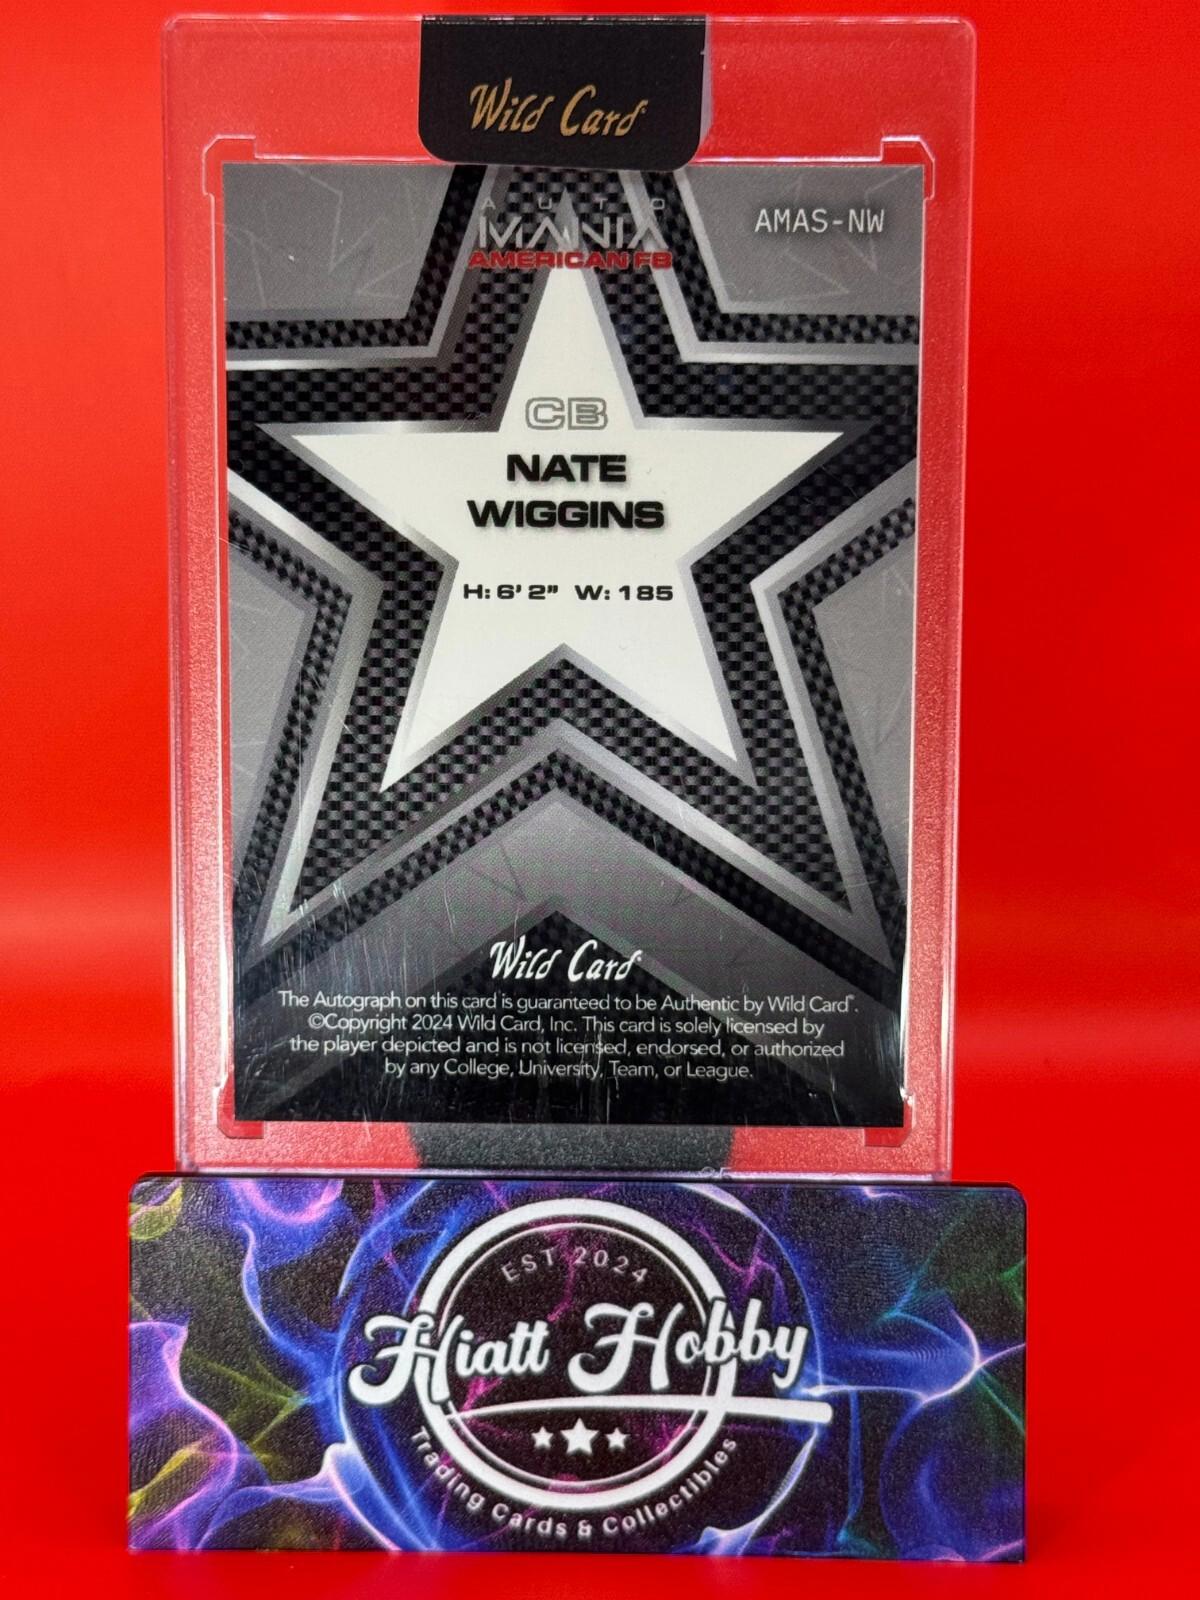 Wild Card
AUTO
MANIA
AMERICAN FB
AMAS-NW
CB
NATE
WIGGINS
H: 6' 2" W: 185
Wild Card
The Autograph on this card is guaranteed to be Authentic by Wild Card®.
©Copyright 2024 Wild Card, Inc. This card is solely licensed by
the player depicted and is not licensed, endorsed, or authorized
by any College, University, Team, or League.
EST 2024
Hiatt Hobby
Trading Cards & Collectibles